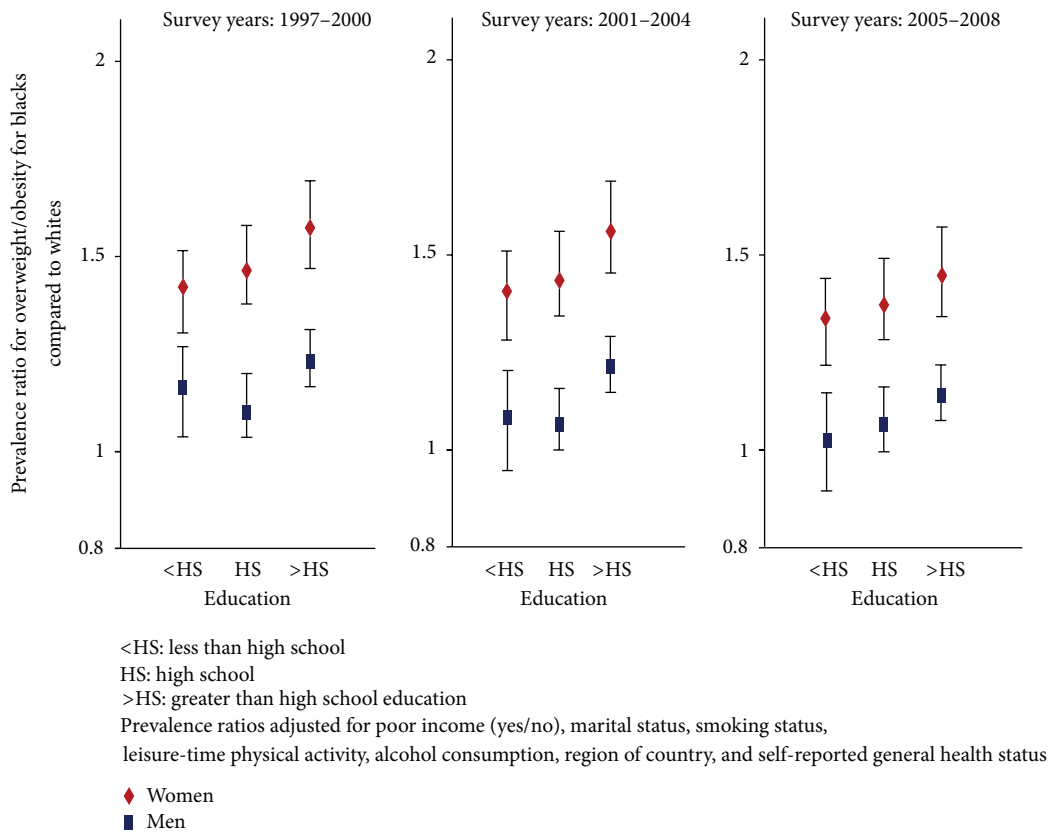 Survey years: 1997–2000
Survey years: 2001–2004
Survey years: 2005–2008
Prevalence ratio for overweight/obesity for blacks
compared to whites
2
1.5
1
0.8
<HS HS >HS
Education
2
1.5
1
0.8
<HS HS >HS
Education
2
1.5
1
0.8
<HS HS >HS
Education
<HS: less than high school
HS: high school
>HS: greater than high school education
Prevalence ratios adjusted for poor income (yes/no), marital status, smoking status,
leisure-time physical activity, alcohol consumption, region of country, and self-reported general health status
Women
Men